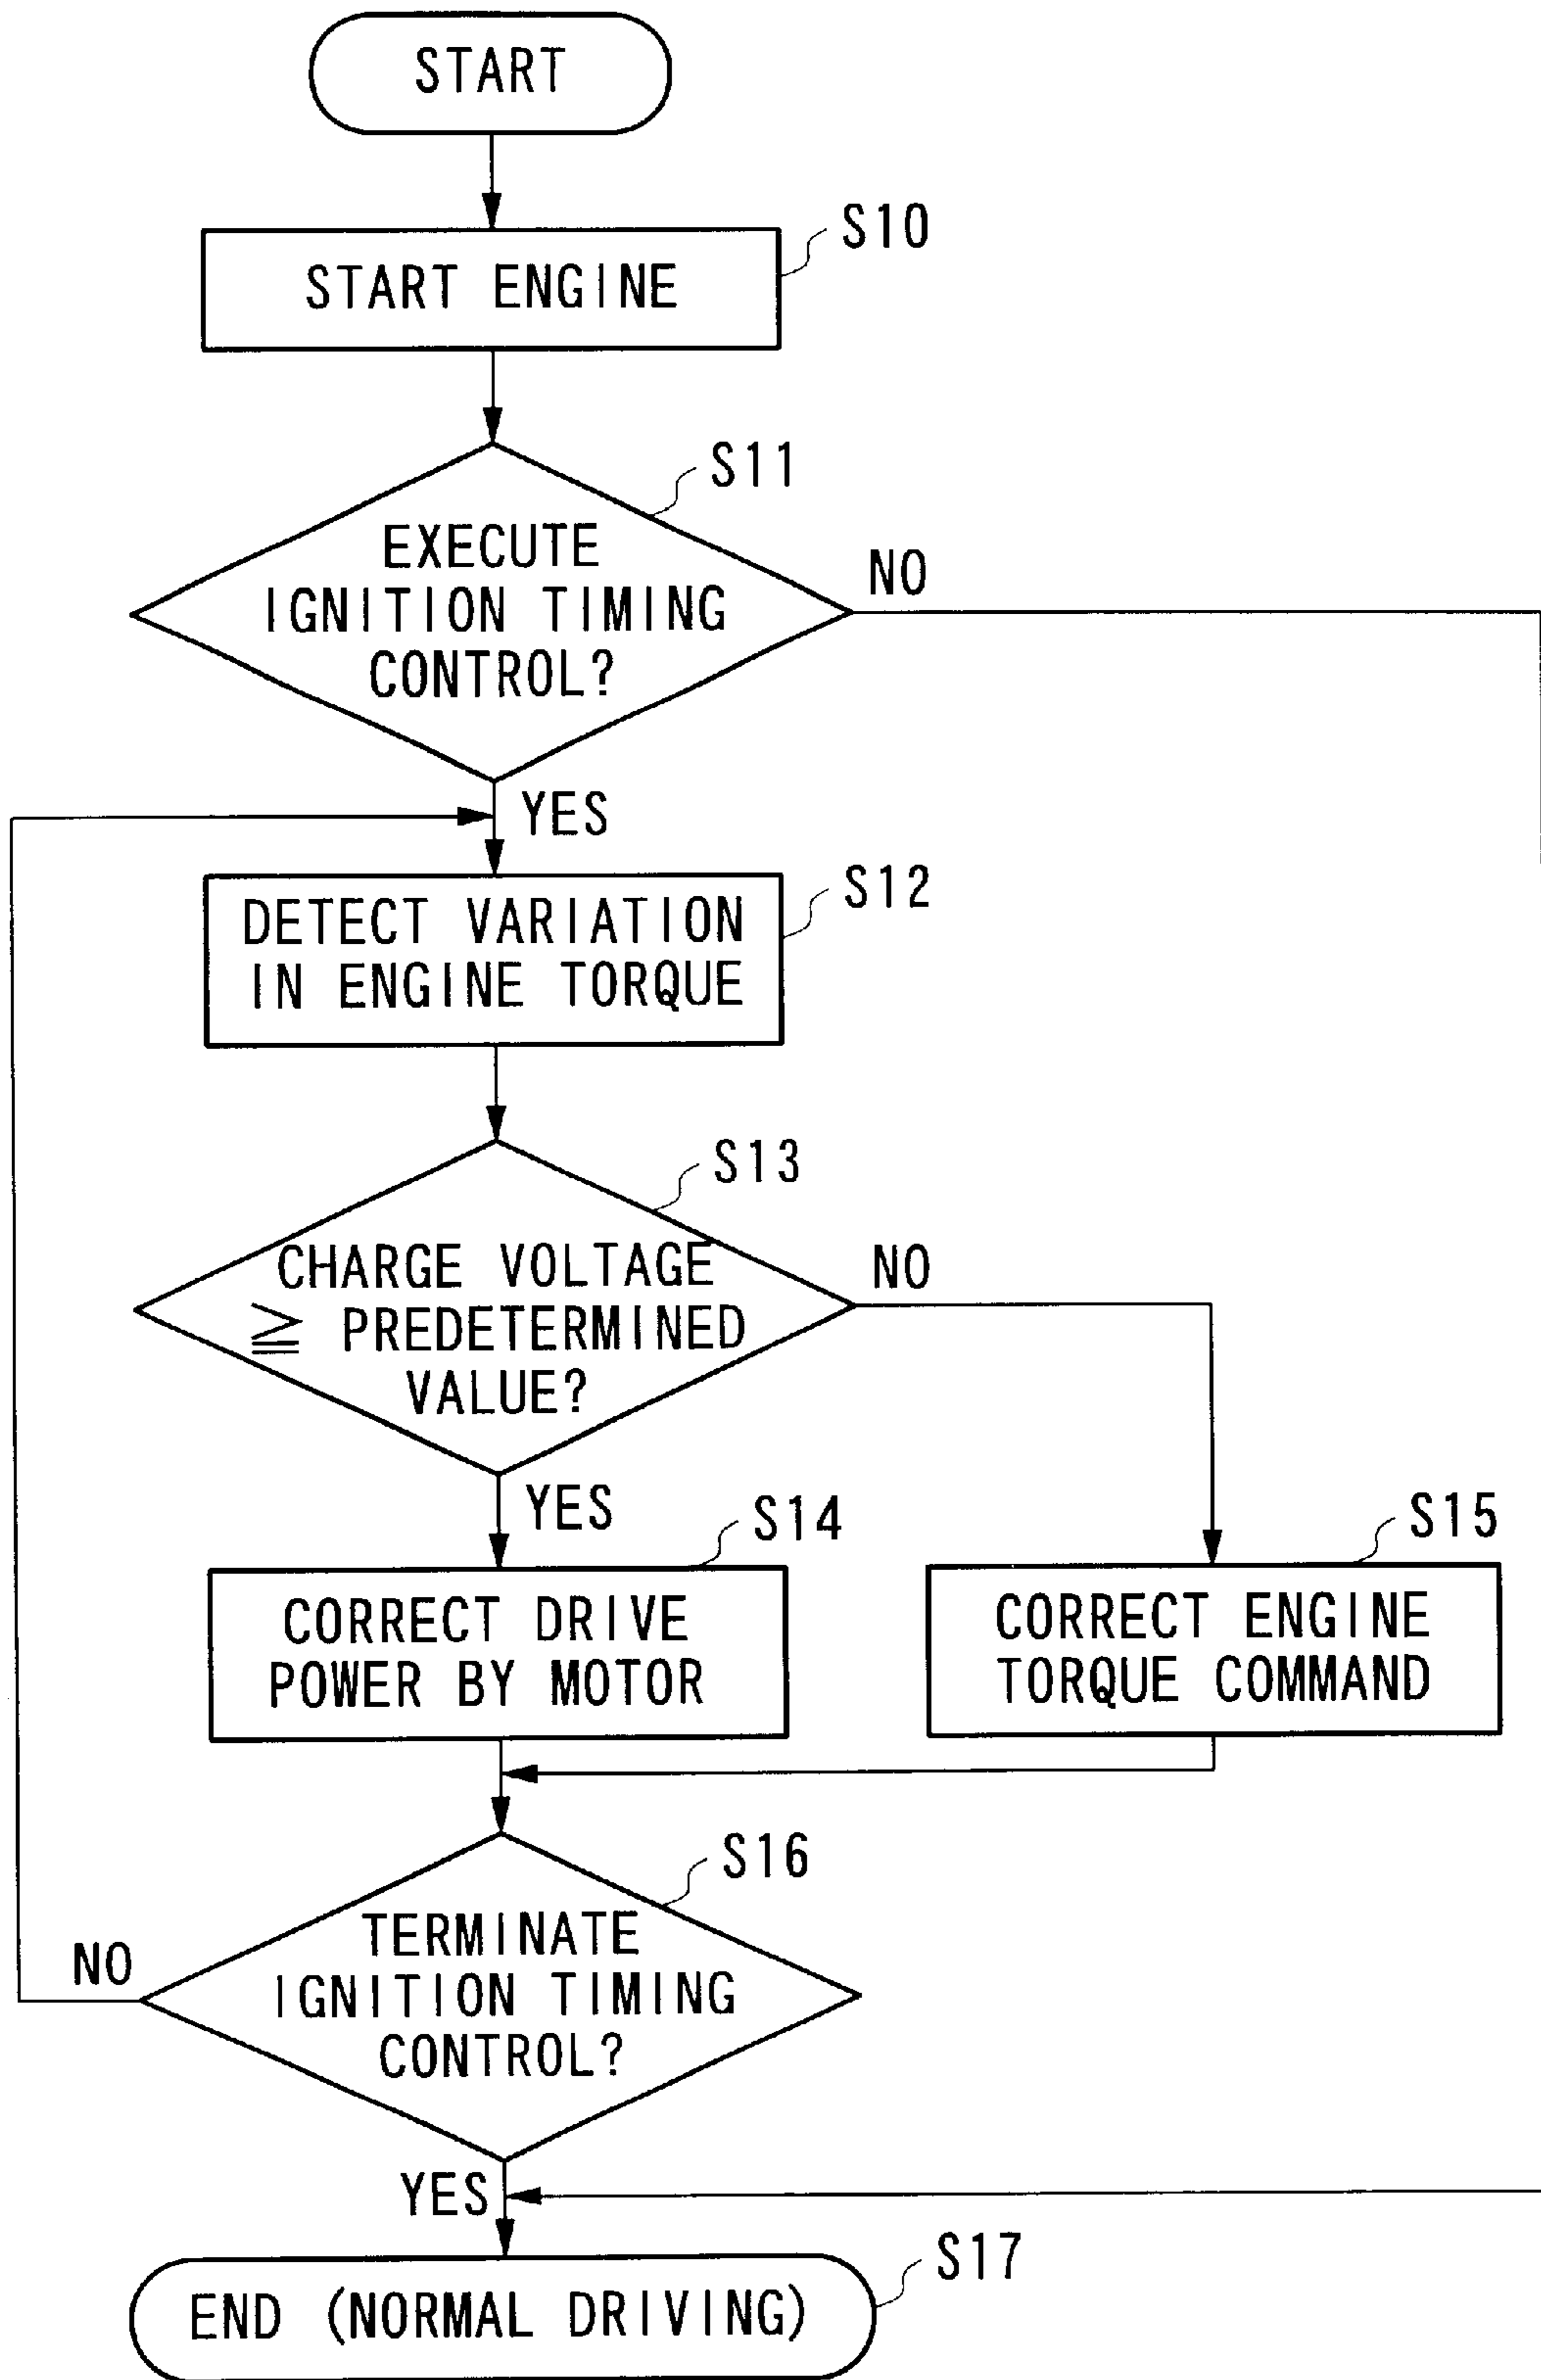 START
S10
START ENGINE
S11
EXECUTE
IGNITION TIMING
CONTROL?
NO
YES
S12
DETECT VARIATION
IN ENGINE TORQUE
S13
CHARGE VOLTAGE
≧ PREDETERMINED
VALUE?
NO
YES
S14
CORRECT DRIVE
POWER BY MOTOR
S15
CORRECT ENGINE
TORQUE COMMAND
S16
TERMINATE
IGNITION TIMING
CONTROL?
NO
YES
S17
END (NORMAL DRIVING)